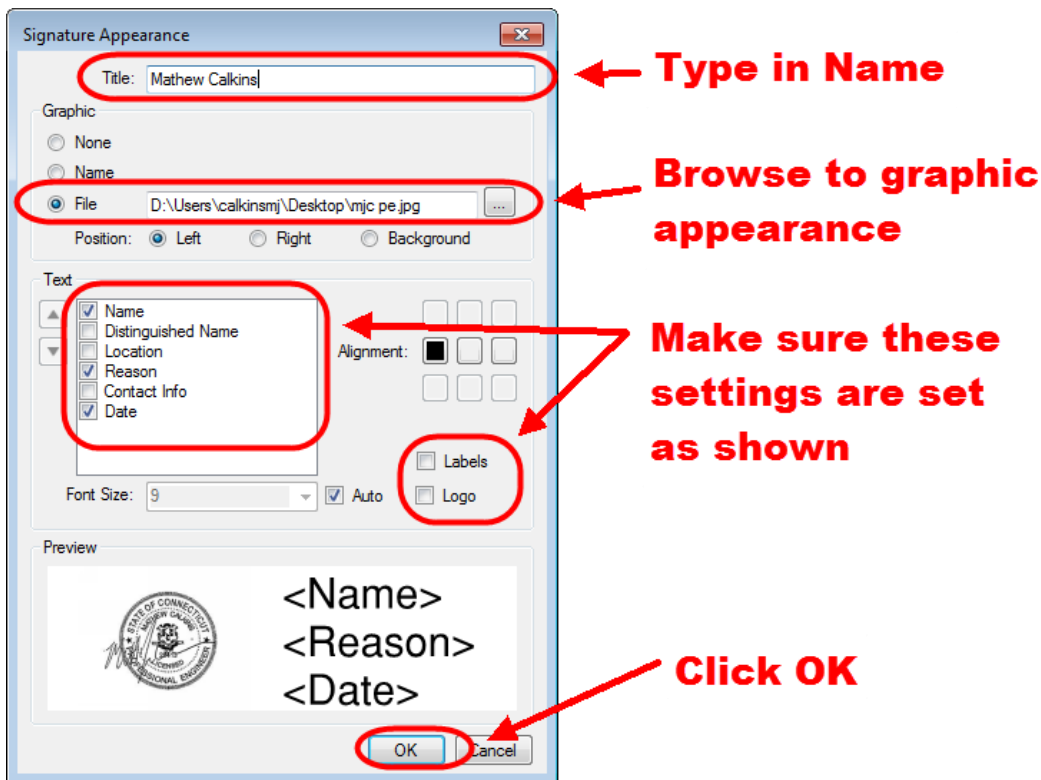 Signature Appearance
Title: Mathew Calkins
Type in Name
Graphic
None
Name
File D:\Users\calkinsmj\Desktop\mjc pe.jpg ...
Browse to graphic
appearance
Position: Left Right Background
Text
Name
Distinguished Name
Location
Reason
Contact Info
Date
Alignment:
Make sure these
settings are set
as shown
Labels
Logo
Font Size: 9 Auto
Preview
STATE OF CONNECTICUT
MATHEW CALKINS
LICENSED
PROFESSIONAL ENGINEER
<Name>
<Reason>
<Date>
Click OK
OK Cancel